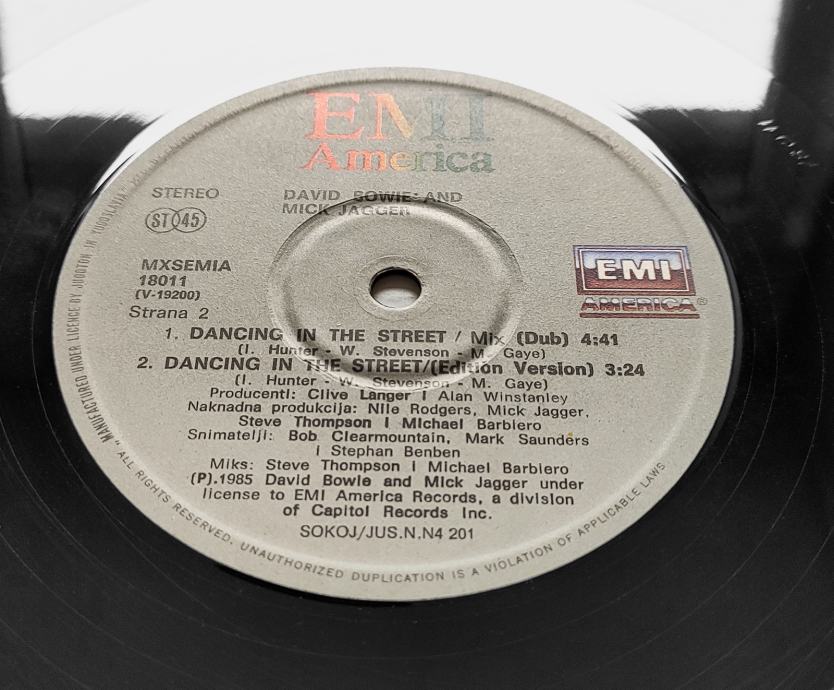 EMI
America
STEREO
ST 45
DAVID BOWIE AND
MICK JAGGER
MXSEMIA
18011
(V-19200)
EMI
AMERICA®
Strana 2
1. DANCING IN THE STREET / Mix (Dub) 4:41
(I. Hunter - W. Stevenson - M. Gaye)
2. DANCING IN THE STREET/(Edition Version) 3:24
(I. Hunter - W. Stevenson - M. Gaye)
Producenti: Clive Langer i Alan Winstanley
Naknadna produkcija: Nile Rodgers, Mick Jagger,
Steve Thompson i Michael Barbiero
Snimatelji: Bob Clearmountain, Mark Saunders
i Stephan Benben
Miks: Steve Thompson i Michael Barbiero
(P).1985 David Bowie and Mick Jagger under
license to EMI America Records, a division
of Capitol Records Inc.
SOKOJ/JUS.N.N4 201
MANUFACTURED UNDER LICENCE BY JUGOTON IN YUGOSLAVIA"
" ALL RIGHTS RESERVED. UNAUTHORIZED DUPLICATION IS A VIOLATION OF APPLICABLE LAWS